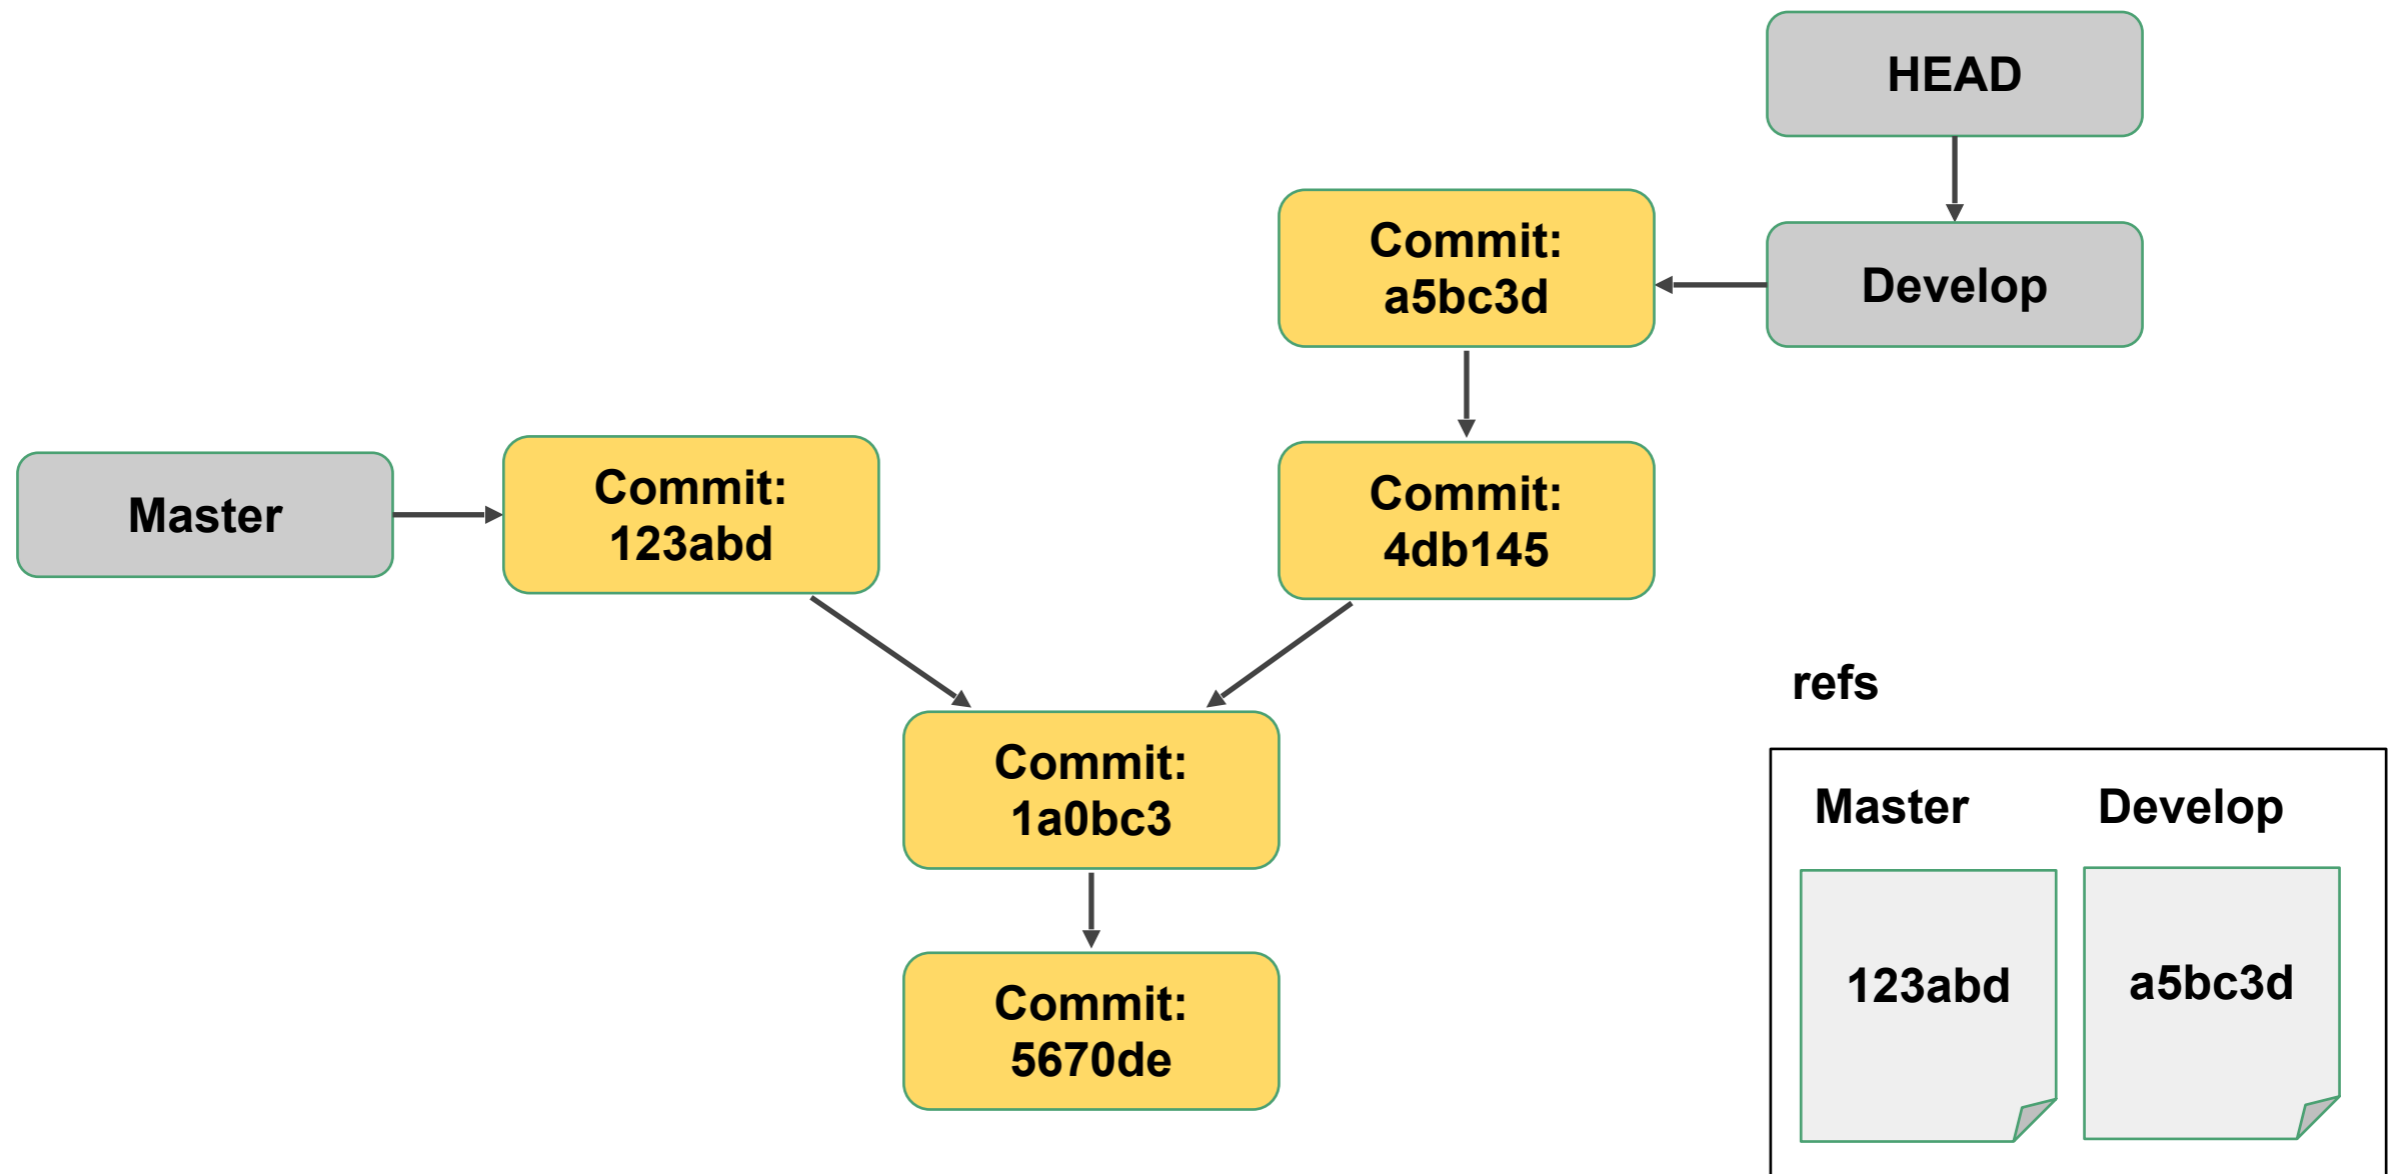 HEAD
Commit:
a5bc3d
Develop
Master
Commit:
123abd
Commit:
4db145
Commit:
1a0bc3
Commit:
5670de
refs
Master
Develop
123abd
a5bc3d